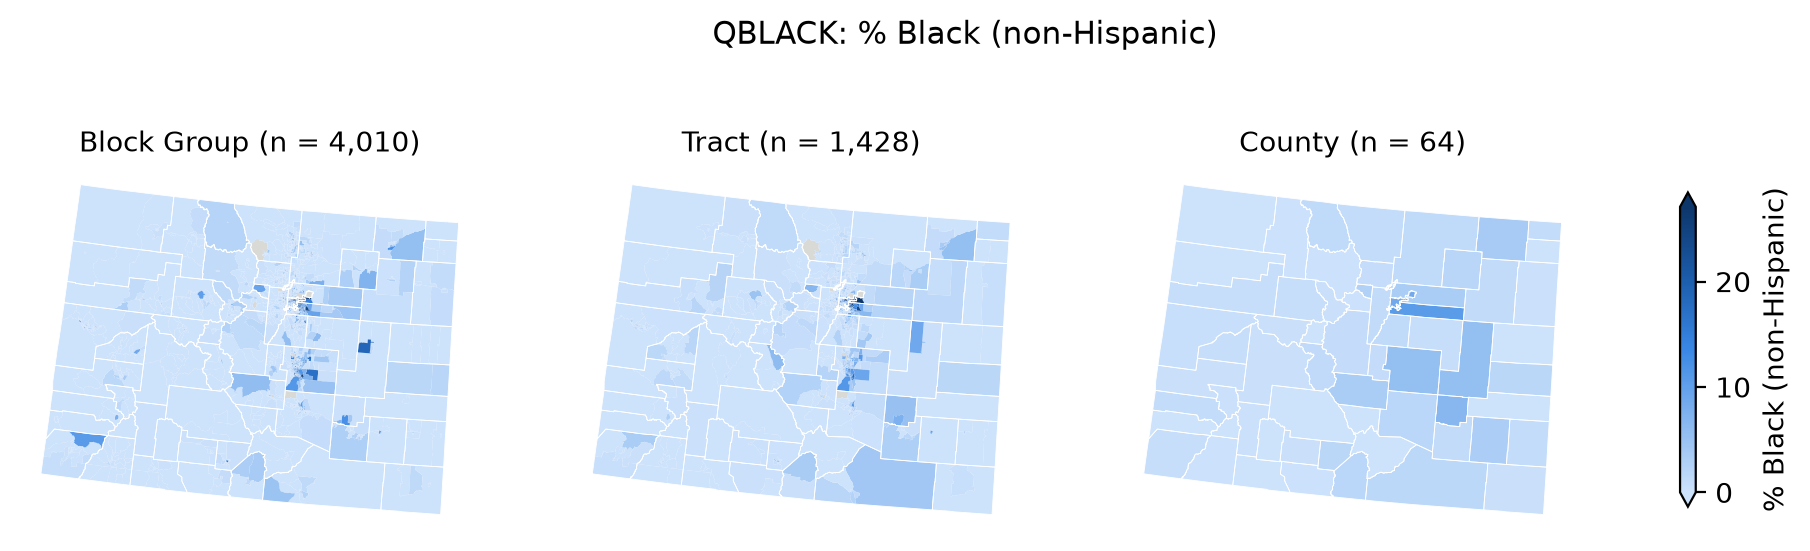 QBLACK: % Black (non-Hispanic)
Block Group (n = 4,010)
Tract (n = 1,428)
County (n = 64)
20
10
0
% Black (non-Hispanic)